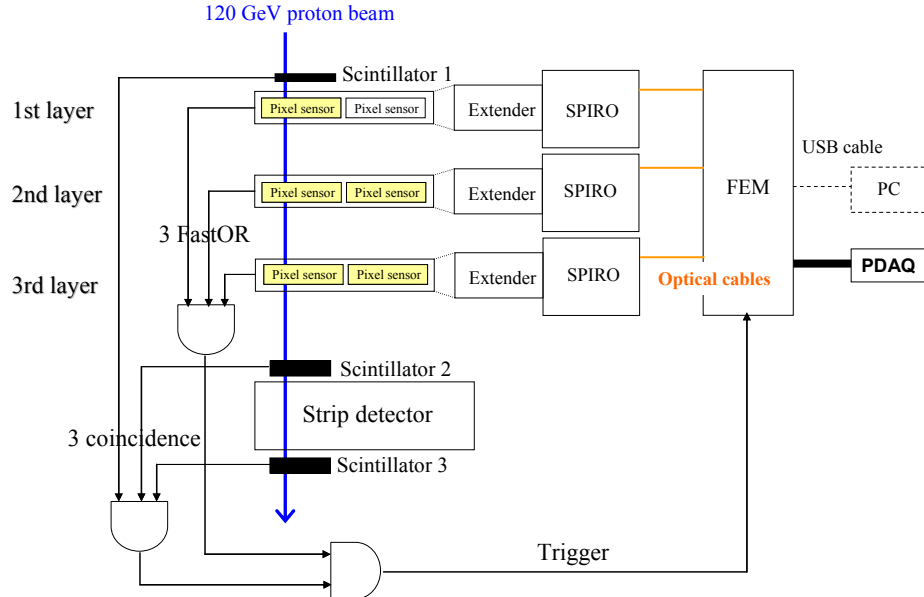 120 GeV proton beam
Scintillator 1
1st layer
Pixel sensor
Pixel sensor
Extender
SPIRO
USB cable
2nd layer
Pixel sensor
Pixel sensor
Extender
SPIRO
FEM
PC
3 FastOR
3rd layer
Pixel sensor
Pixel sensor
Extender
SPIRO
Optical cables
PDAQ
Scintillator 2
Strip detector
3 coincidence
Scintillator 3
Trigger